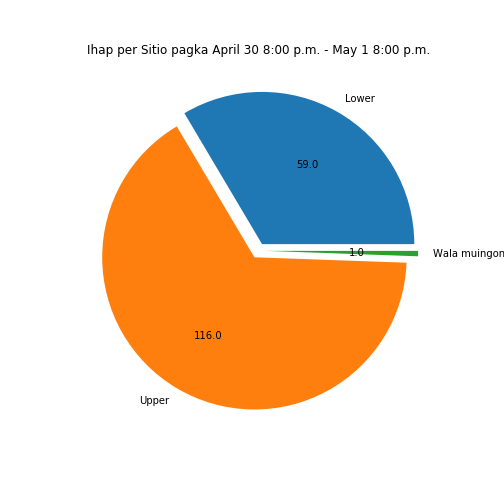 Ihap per Sitio pagka April 30 8:00 p.m. - May 1 8:00 p.m.
Lower
59.0
1.0
Wala muingon
116.0
Upper